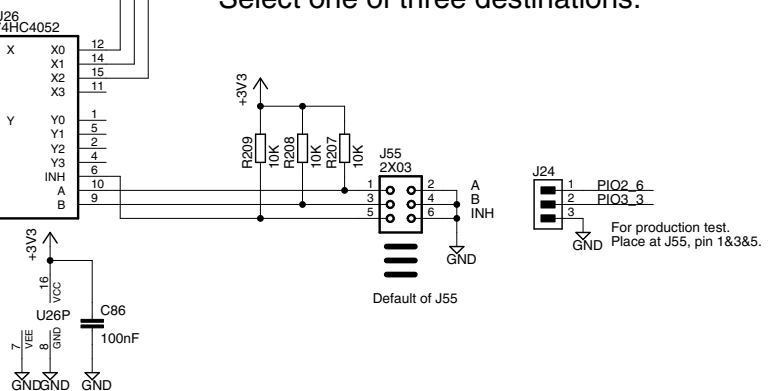 Select one of three destinations.
U26
74HC4052
X
X0 12
X1 14
X2 15
X3 11
Y
Y0 1
Y1 5
Y2 2
Y3 4
INH 6
A 10
B 9
+3V3
R209 10K
R208 10K
R207 10K
J55
2X03
1 2 A
3 4 B
5 6 INH
GND
Default of J55
J24
1 PIO2_6
2 PIO3_3
3
GND
For production test.
Place at J55, pin 1&3&5.
+3V3
16 VCC
U26P
7 VEE
8 GND
C86
100nF
GND
GND
GND